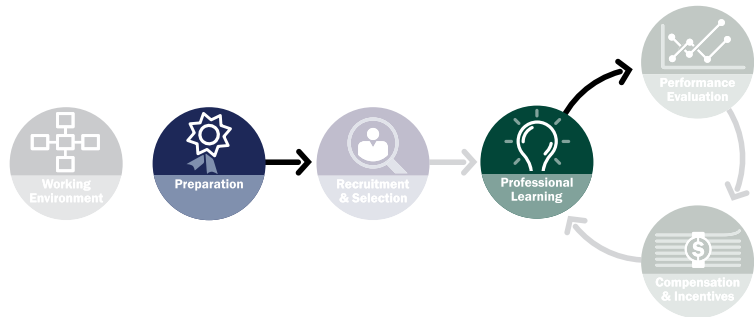 Working
Environment
Preparation
Recruitment
& Selection
Professional
Learning
Performance
Evaluation
$
Compensation
& Incentives